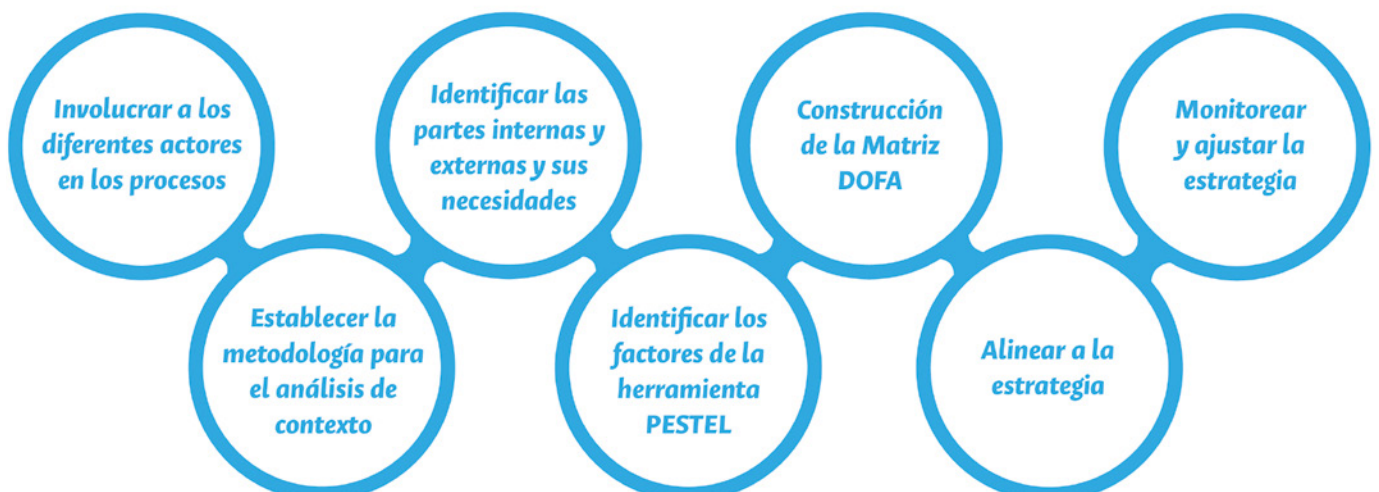 Involucrar a los
diferentes actores
en los procesos
Establecer la
metodología para
el análisis de
contexto
Identificar las
partes internas y
externas y sus
necesidades
Identificar los
factores de la
herramienta
PESTEL
Construcción
de la Matriz
DOFA
Alinear a la
estrategia
Monitorear
y ajustar la
estrategia